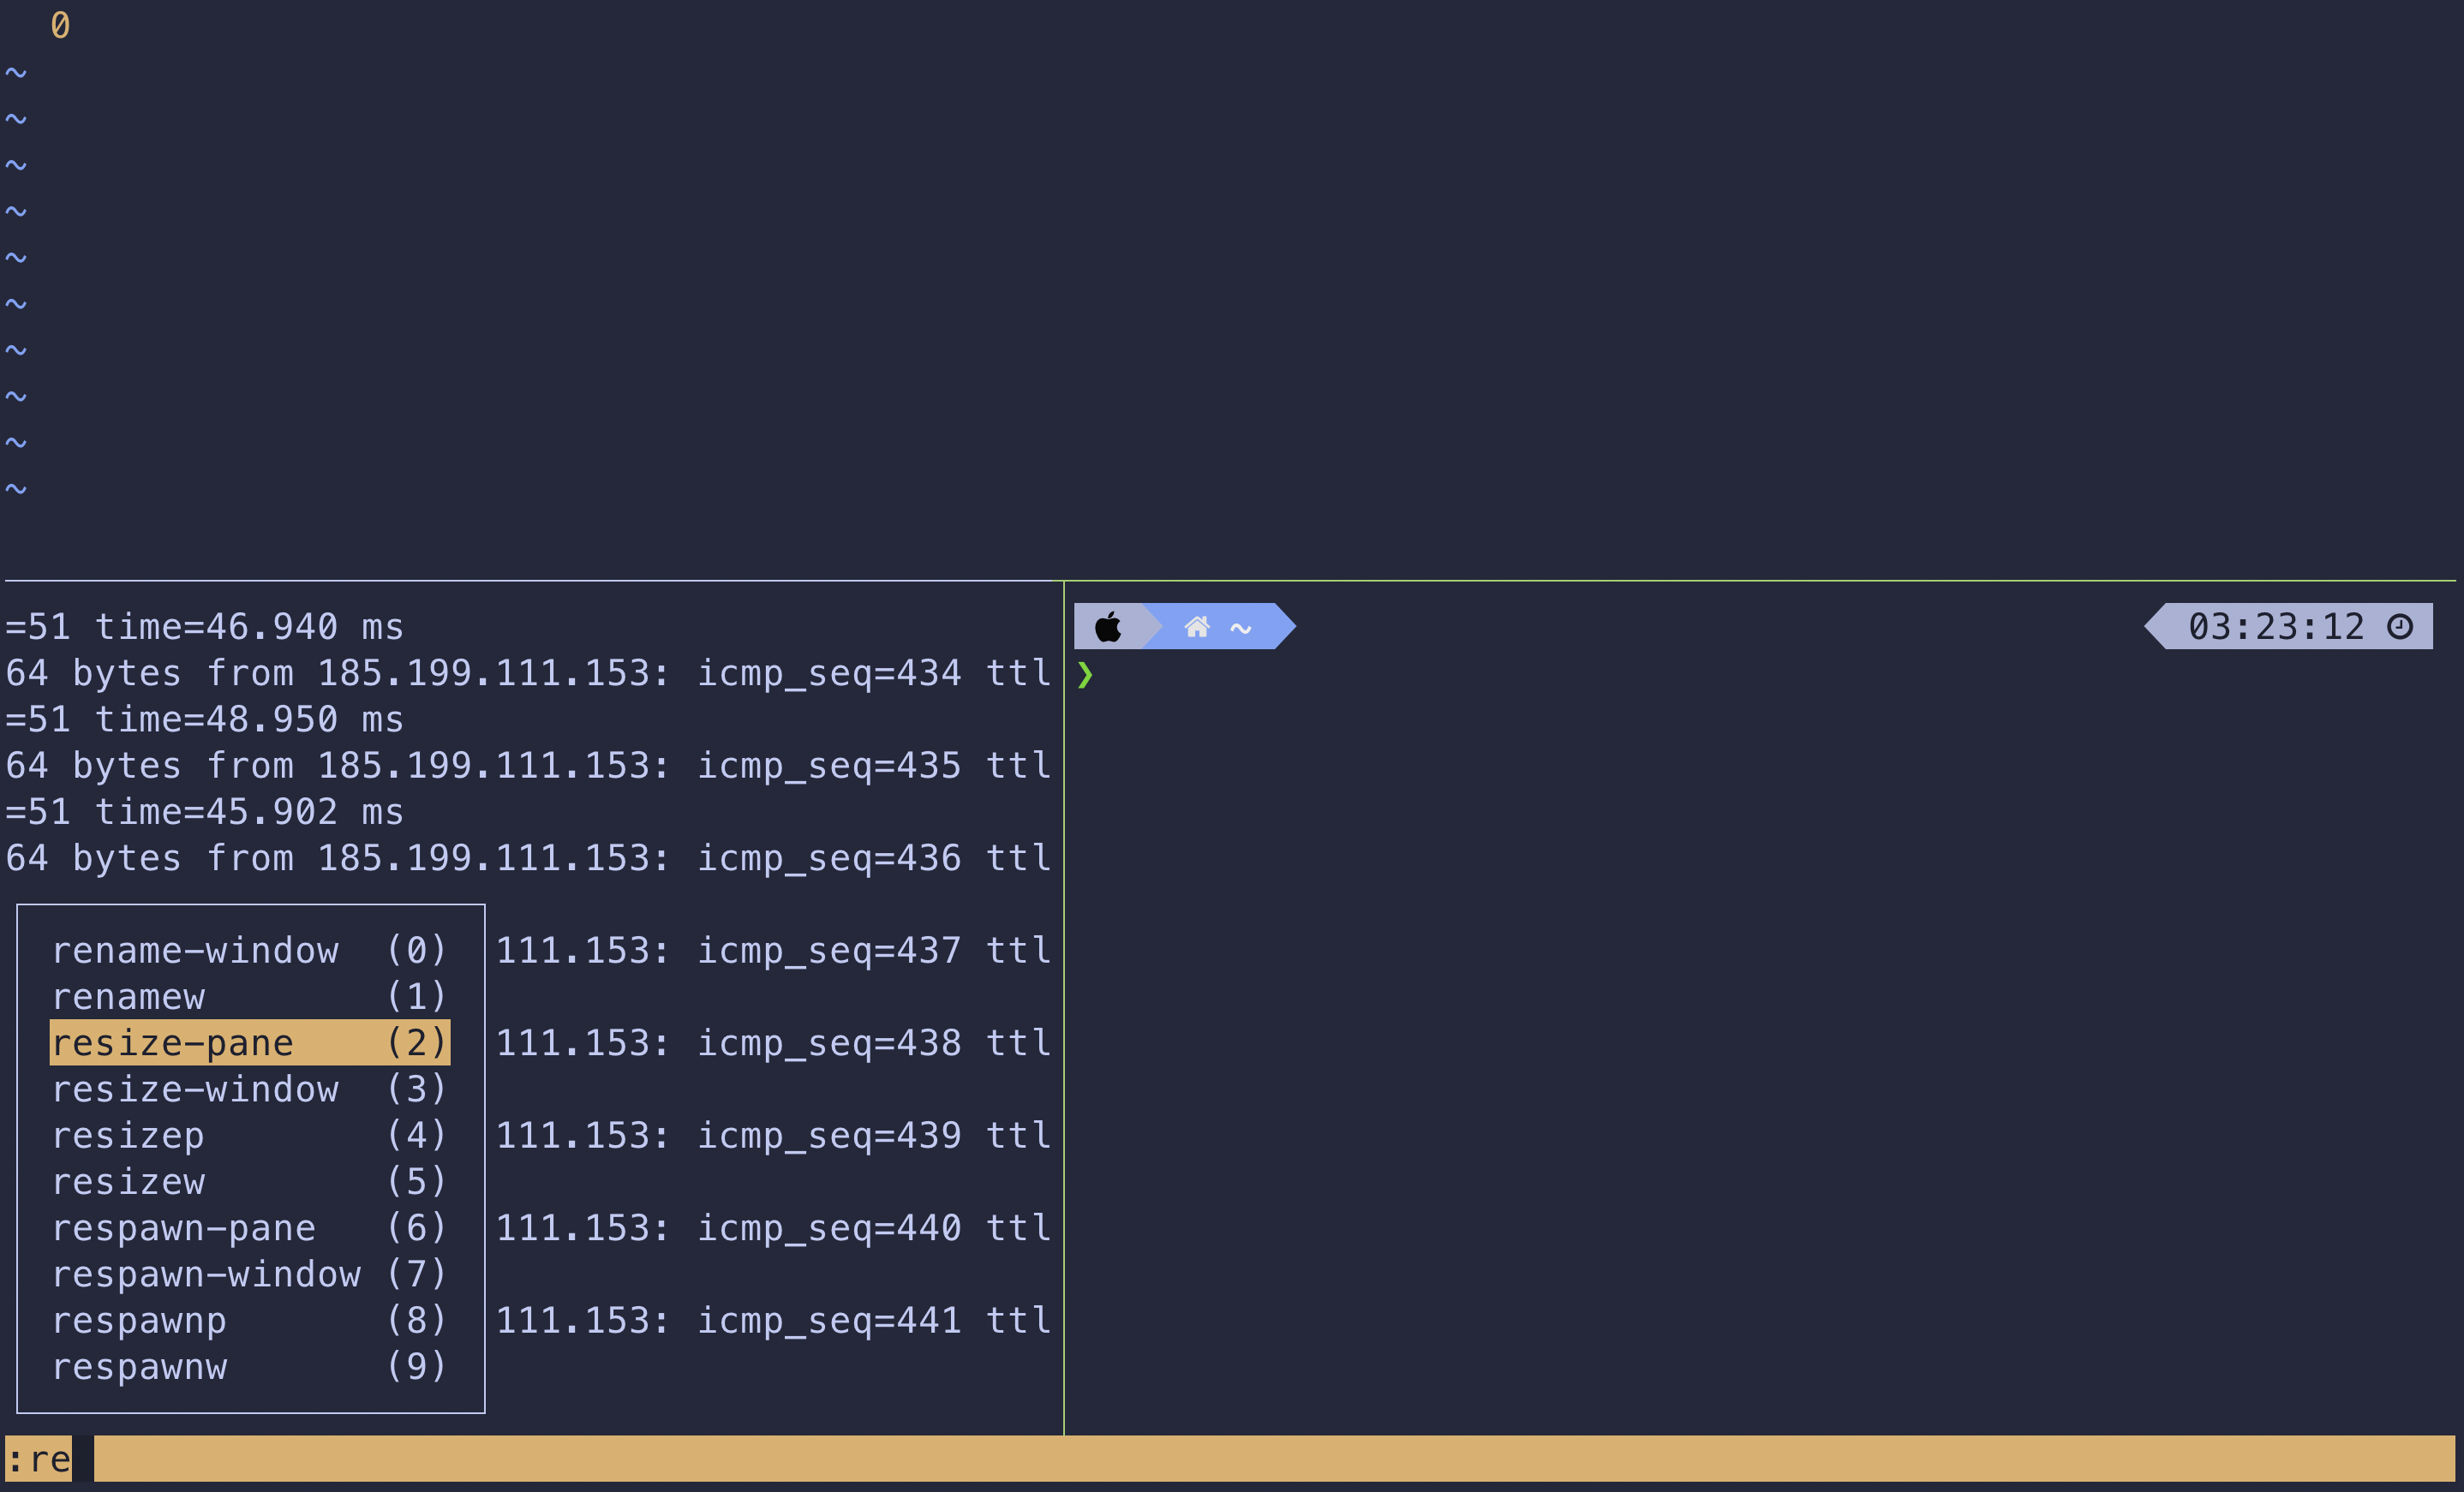 0
~
~
~
~
~
~
~
~
~
~
=51 time=46.940 ms
64 bytes from 185.199.111.153: icmp_seq=434 ttl
=51 time=48.950 ms
64 bytes from 185.199.111.153: icmp_seq=435 ttl
=51 time=45.902 ms
64 bytes from 185.199.111.153: icmp_seq=436 ttl
rename-window (0)
111.153: icmp_seq=437 ttl
renamew (1)
resize-pane (2)
111.153: icmp_seq=438 ttl
resize-window (3)
resizep (4)
111.153: icmp_seq=439 ttl
resizew (5)
respawn-pane (6)
111.153: icmp_seq=440 ttl
respawn-window (7)
respawnp (8)
111.153: icmp_seq=441 ttl
respawnw (9)
~
03:23:12
❯
:re